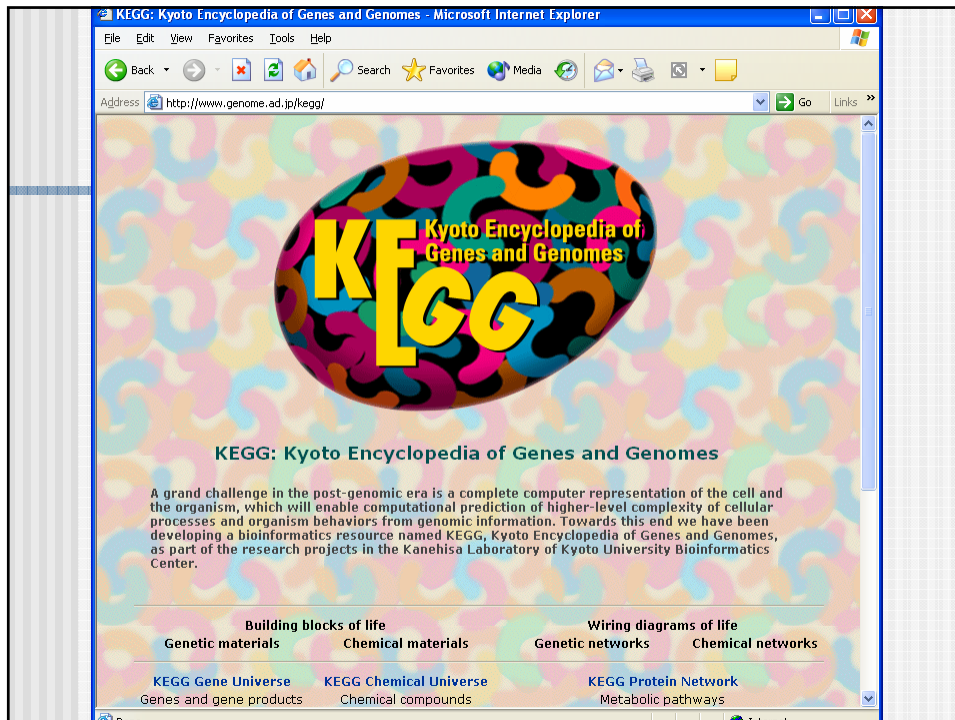 KEGG: Kyoto Encyclopedia of Genes and Genomes - Microsoft Internet Explorer
File Edit View Favorites Tools Help
Back Search Favorites Media
Address http://www.genome.ad.jp/kegg/ Go Links »
KEGG Kyoto Encyclopedia of
Genes and Genomes
KEGG: Kyoto Encyclopedia of Genes and Genomes
A grand challenge in the post-genomic era is a complete computer representation of the cell and
the organism, which will enable computational prediction of higher-level complexity of cellular
processes and organism behaviors from genomic information. Towards this end we have been
developing a bioinformatics resource named KEGG, Kyoto Encyclopedia of Genes and Genomes,
as part of the research projects in the Kanehisa Laboratory of Kyoto University Bioinformatics
Center.
Building blocks of life Wiring diagrams of life
Genetic materials Chemical materials Genetic networks Chemical networks
KEGG Gene Universe KEGG Chemical Universe KEGG Protein Network
Genes and gene products Chemical compounds Metabolic pathways